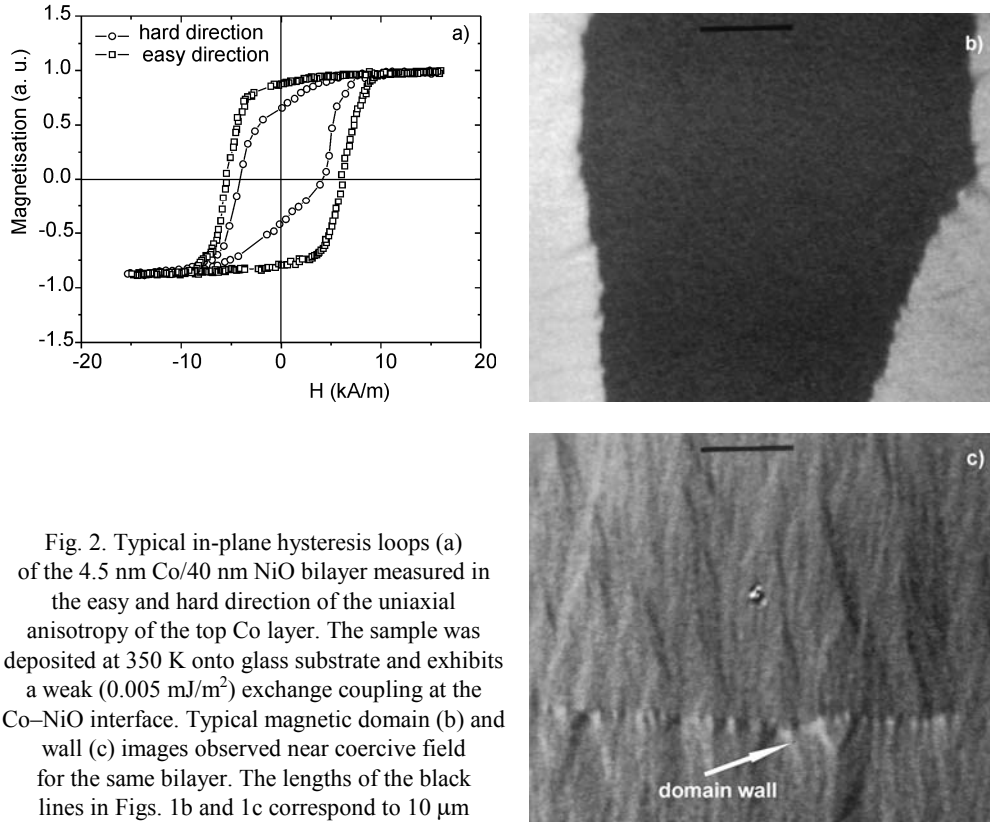 1.5
1.0
0.5
0.0
-0.5
-1.0
-1.5
Magnetisation (a. u.)
hard direction
easy direction
a)
-20 -10 0 10 20
H (kA/m)
b)
c)
domain wall
Fig. 2. Typical in-plane hysteresis loops (a)
of the 4.5 nm Co/40 nm NiO bilayer measured in
the easy and hard direction of the uniaxial
anisotropy of the top Co layer. The sample was
deposited at 350 K onto glass substrate and exhibits
a weak (0.005 mJ/m²) exchange coupling at the
Co–NiO interface. Typical magnetic domain (b) and
wall (c) images observed near coercive field
for the same bilayer. The lengths of the black
lines in Figs. 1b and 1c correspond to 10 μm